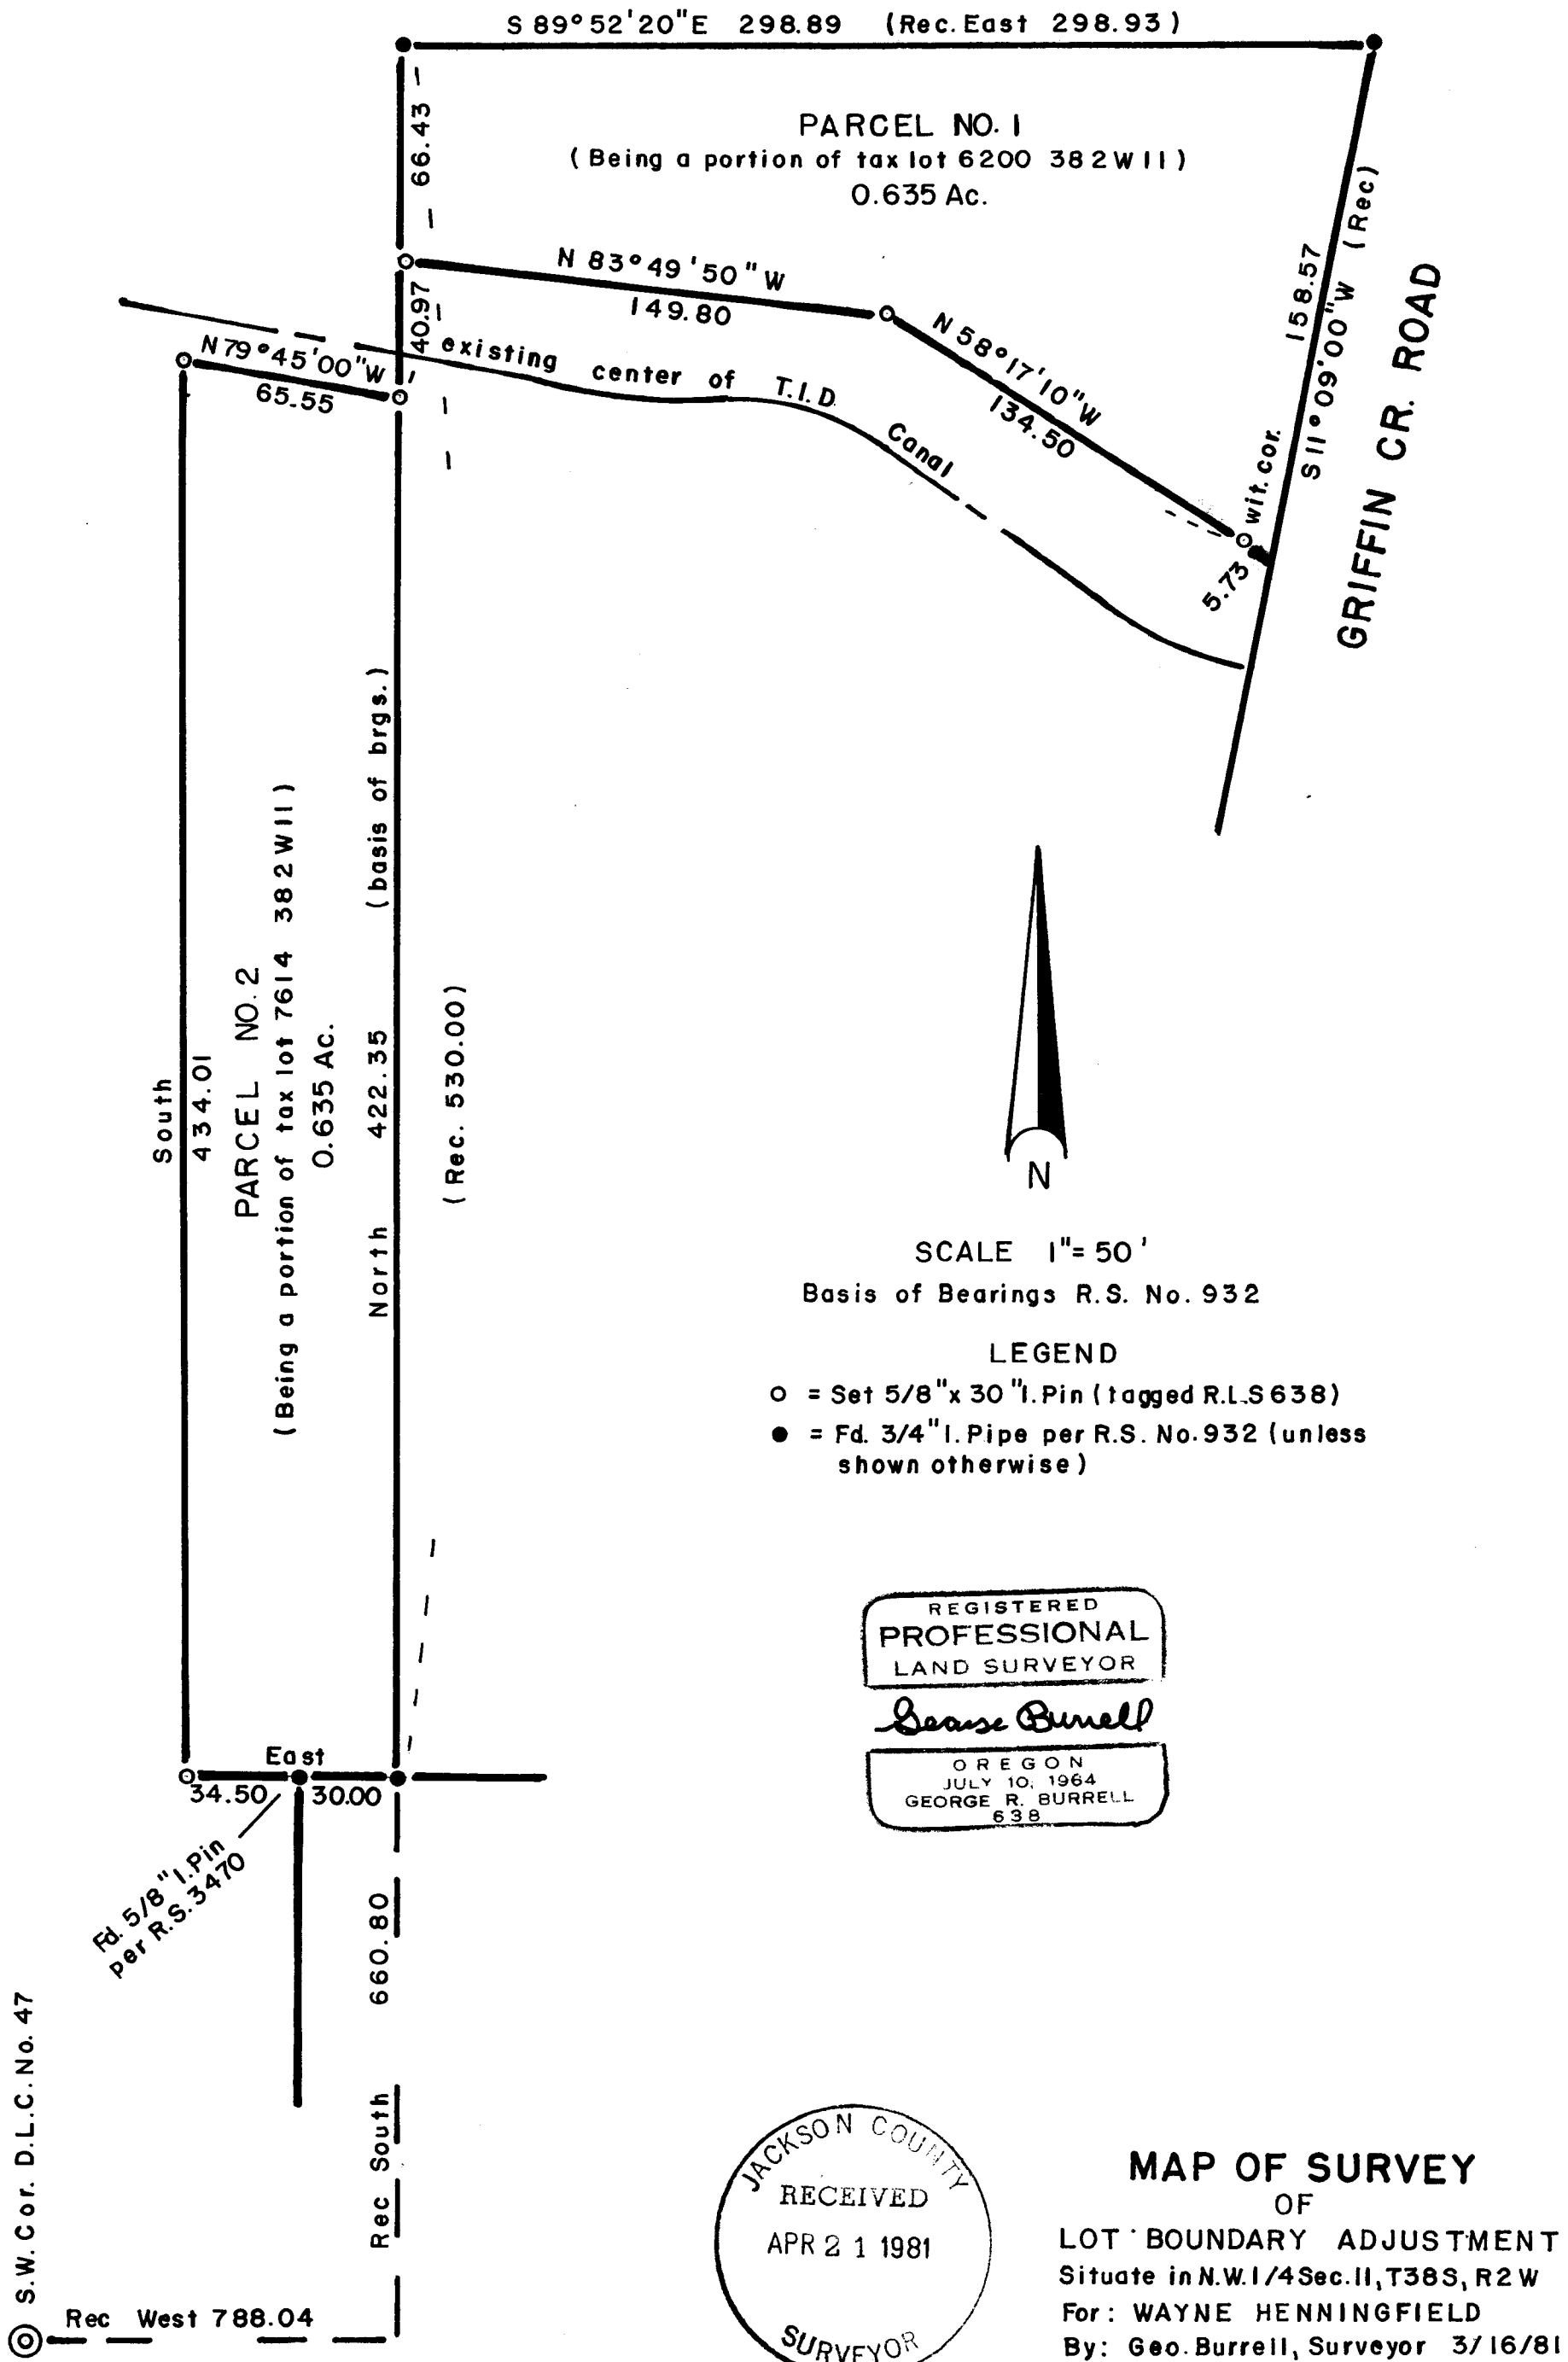 S 89°52'20"E 298.89 (Rec. East 298.93)
66.43
PARCEL NO. 1
(Being a portion of tax lot 6200 382W11)
0.635 Ac.
158.57
S 11°09'00"W (Rec)
GRIFFIN CR. ROAD
N 83°49'50"W
149.80
40.97
N 58°17'10"W
134.50
wit. cor.
5.73
existing center of T.I.D. Canal
N 79°45'00"W
65.55
South
434.01
PARCEL NO. 2
(Being a portion of tax lot 7614 382W11)
0.635 Ac.
North 422.35 (basis of brgs.)
(Rec. 530.00)
N
SCALE 1"= 50'
Basis of Bearings R.S. No. 932
LEGEND
○ = Set 5/8"x 30"I. Pin (tagged R.L.S 638)
● = Fd. 3/4"I. Pipe per R.S. No. 932 (unless
shown otherwise)
REGISTERED
PROFESSIONAL
LAND SURVEYOR
George Burrell
OREGON
JULY 10, 1964
GEORGE R. BURRELL
638
East
34.50
30.00
Fd. 5/8"I. Pin
per R.S. 3470
Rec South 660.80
S.W. Cor. D.L.C. No. 47
Rec West 788.04
JACKSON COUNTY
RECEIVED
APR 21 1981
SURVEYOR
MAP OF SURVEY
OF
LOT BOUNDARY ADJUSTMENT
Situate in N.W. 1/4 Sec. 11, T38S, R2W
For: WAYNE HENNINGFIELD
By: Geo. Burrell, Surveyor 3/16/81